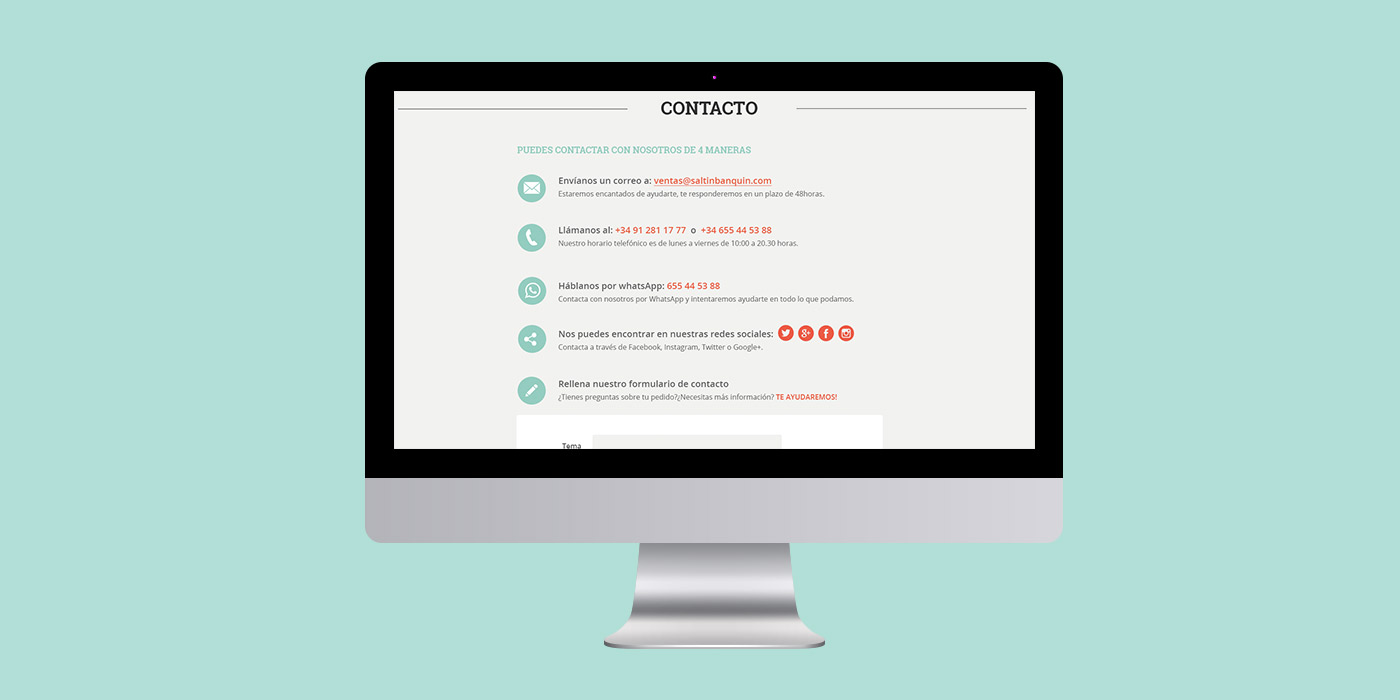 CONTACTO
PUEDES CONTACTAR CON NOSOTROS DE 4 MANERAS
Envíanos un correo a: ventas@saltinbanquin.com
Estaremos encantados de ayudarte, te responderemos en un plazo de 48horas.
Llámanos al: +34 91 281 17 77 o +34 655 44 53 88
Nuestro horario telefónico es de lunes a viernes de 10:00 a 20.30 horas.
Háblanos por whatsApp: 655 44 53 88
Contacta con nosotros por WhatsApp y intentaremos ayudarte en todo lo que podamos.
Nos puedes encontrar en nuestras redes sociales:
Contacta a través de Facebook, Instagram, Twitter o Google+.
Rellena nuestro formulario de contacto
¿Tienes preguntas sobre tu pedido?¿Necesitas más información? TE AYUDAREMOS!
Tema